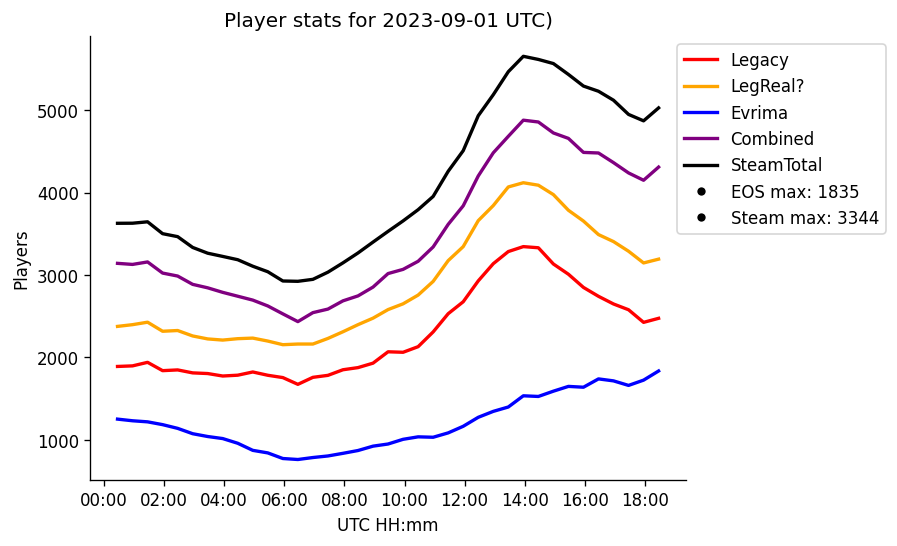 Player stats for 2023-09-01 UTC)
Legacy
LegReal?
Evrima
Combined
SteamTotal
EOS max: 1835
Steam max: 3344
5000
4000
3000
2000
1000
Players
00:00 02:00 04:00 06:00 08:00 10:00 12:00 14:00 16:00 18:00
UTC HH:mm